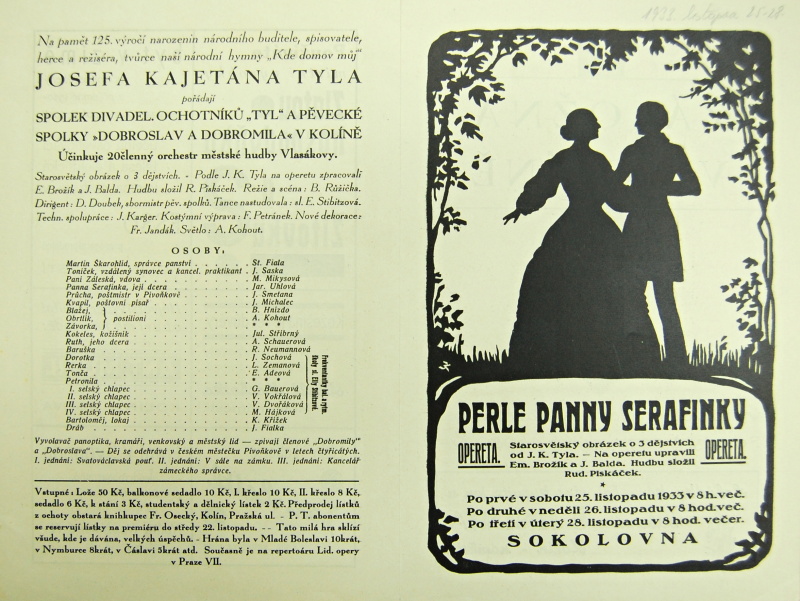 Na pamět 125. výročí narozenin národního buditele, spisovatele,
herce a režiséra, tvůrce naší národní hymny „Kde domov můj"
JOSEFA KAJETÁNA TYLA
pořádají
SPOLEK DIVADEL. OCHOTNÍKŮ „TYL" A PĚVECKÉ
SPOLKY »DOBROSLAV A DOBROMILA« V KOLÍNĚ
Účinkuje 20členný orchestr městské hudby Vlasákovy.
Starosvětský obrázek o 3 dějstvích. - Podle J. K. Tyla na operetu zpracovali
E. Brožík a J. Balda. Hudbu složil R. Piskáček. Režie a scéna: B. Růžička.
Dirigent: D. Doubek, sbormistr pěv. spolků. Tance nastudovala: sl. E. Stibitzová.
Techn. spolupráce: J. Karger. Kostýmní výprava: F. Petránek. Nové dekorace:
Fr. Jandák. Světlo: A. Kohout.
OSOBY:
Martin Škarohlíd, správce panství . . . . . . St. Fiala
Toníček, vzdálený synovec a kancel. praktikant . J. Saska
Paní Záleská, vdova . . . . . . . . . . M. Mikysová
Panna Serafinka, její dcera . . . . . . . . Jar. Uhlová
Průcha, poštmistr v Pivoňkově . . . . . . . J. Smetana
Kvapil, poštovní písař . . . . . . . . . J. Michalec
Blažej, B. Hnízdo
Obrtlík, } postilioni . . . . . . . . . A. Kohout
Závorka, * * *
Kokeles, kožišník . . . . . . . . . . Jul. Stříbrný
Ruth, jeho dcera . . . . . . . . . . A. Schauerová
Baruška . . . . . . . . . . R. Neumannová
Dorotka . . . . . . . . . . J. Sochová
Rerka . . . . . . . . . . L. Zemanová
Tonča . . . . . . . . . . E. Adeová
Petronila . . . . . . . . . . * * *
I. selský chlapec . . . . . . . . . . G. Bauerová
II. selský chlapec . . . . . . . . . . V. Vokřálová
III. selský chlapec . . . . . . . . . . V. Dvořáková
IV. selský chlapec . . . . . . . . . . M. Hájková
Bartoloměj, lokaj . . . . . . . . . . K. Křížek
Dráb . . . . . . . . . . J. Fialka
Frekventantky bal. a rytm.
školy sl. Elly
Vyvolavač panoptika, kramáři, venkovský a městský lid — zpívají členové „Dobromily"
a „Dobroslava". — Děj se odehrává v českém městečku Pivoňkově v letech čtyřicátých.
I. jednání: Svatováclavská pouť. II. jednání: V sále na zámku. III. jednání: Kancelář
zámeckého správce.
Vstupné: Lóže 50 Kč, balkonové sedadlo 10 Kč, I. křeslo 10 Kč, II. křeslo 8 Kč,
sedadlo 6 Kč, k stání 3 Kč, studentský a dělnický lístek 2 Kč. Předprodej lístků
z ochoty obstará knihkupec Fr. Osecký, Kolín, Pražská ul. - P. T. abonentům
se reservují lístky na premiéru do středy 22. listopadu. - - Tato milá hra sklízí
všude, kde je dávána, velkých úspěchů. - Hrána byla v Mladé Boleslavi 10krát,
v Nymburce 8krát, v Čáslavi 5krát atd. Současně je na repertoáru Lid. opery
v Praze VII.
listopadu 25-28
PERLE PANNY SERAFINKY
OPERETA.
Starosvětský obrázek o 3 dějstvích
od J. K. Tyla. — Na operetu upravili
Em. Brožík a J. Balda. Hudbu složil
Rud. Piskáček.
OPERETA.
*
Po prvé v sobotu 25. listopadu 1933 v 8 h. več.
Po druhé v neděli 26. listopadu v 8 hod. več.
Po třetí v úterý 28. listopadu v 8 hod. večer.
SOKOLOVNA